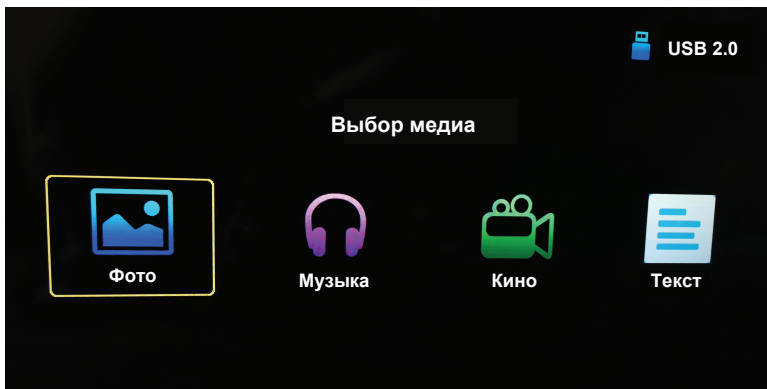 USB 2.0
Выбор медиа
Фото
Музыка
Кино
Текст